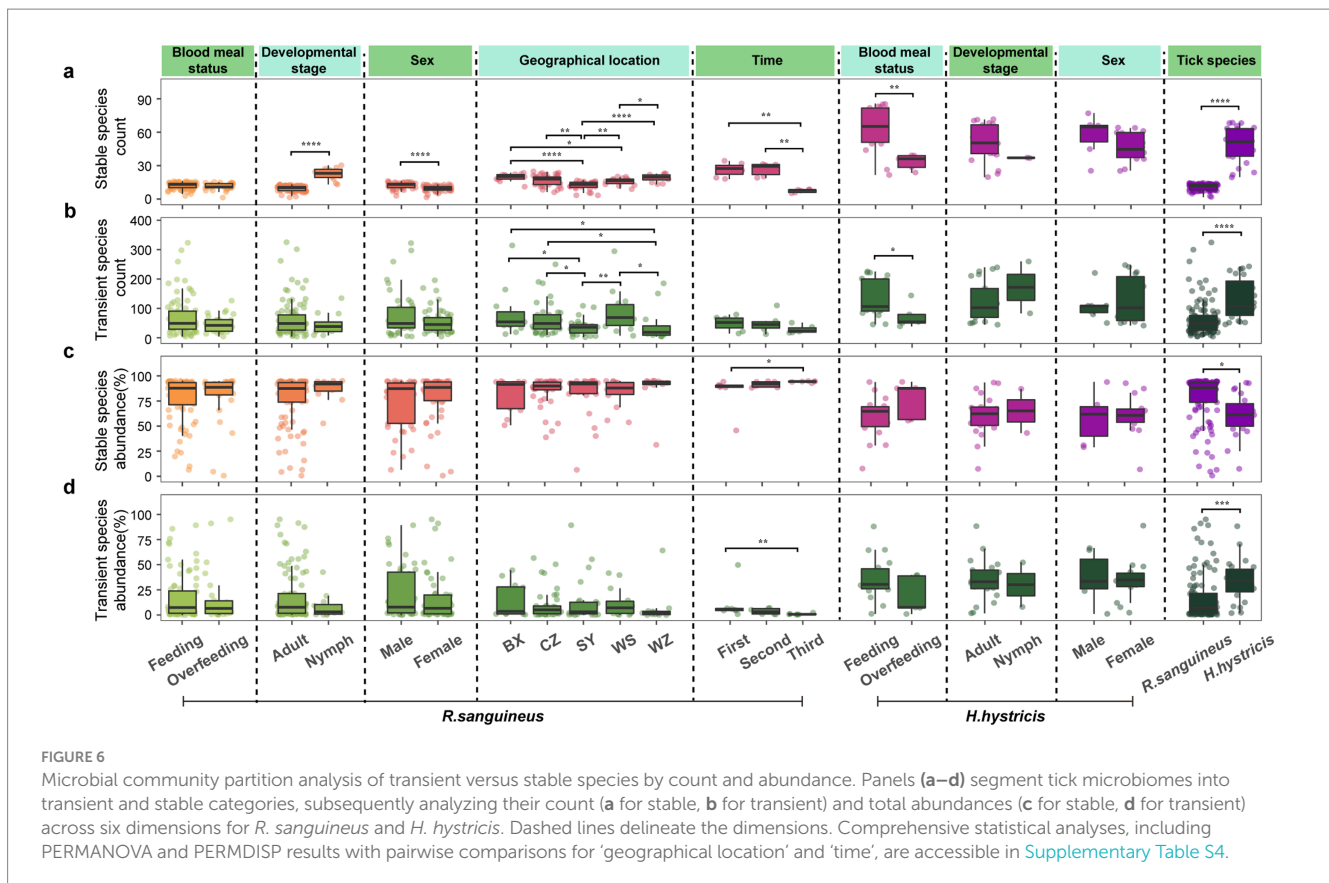 Blood meal status
Developmental stage
Sex
Geographical location
Time
Blood meal status
Developmental stage
Sex
Tick species
a
Stable species
count
90
60
30
0
****
****
**
*
****
**
**
****
*
**
**
**
****
b
Transient species
count
400
300
200
100
0
*
*
*
*
**
*
*
****
c
Stable species
abundance(%)
100
75
50
25
0
*
*
d
Transient species
abundance(%)
100
75
50
25
0
**
***
Feeding
Overfeeding
Adult
Nymph
Male
Female
BX
CZ
SY
WS
WZ
First
Second
Third
Feeding
Overfeeding
Adult
Nymph
Male
Female
R.sanguineus
H.hystricis
R.sanguineus
H.hystricis
FIGURE 6
Microbial community partition analysis of transient versus stable species by count and abundance. Panels (a–d) segment tick microbiomes into
transient and stable categories, subsequently analyzing their count (a for stable, b for transient) and total abundances (c for stable, d for transient)
across six dimensions for R. sanguineus and H. hystricis. Dashed lines delineate the dimensions. Comprehensive statistical analyses, including
PERMANOVA and PERMDISP results with pairwise comparisons for 'geographical location' and 'time', are accessible in Supplementary Table S4.